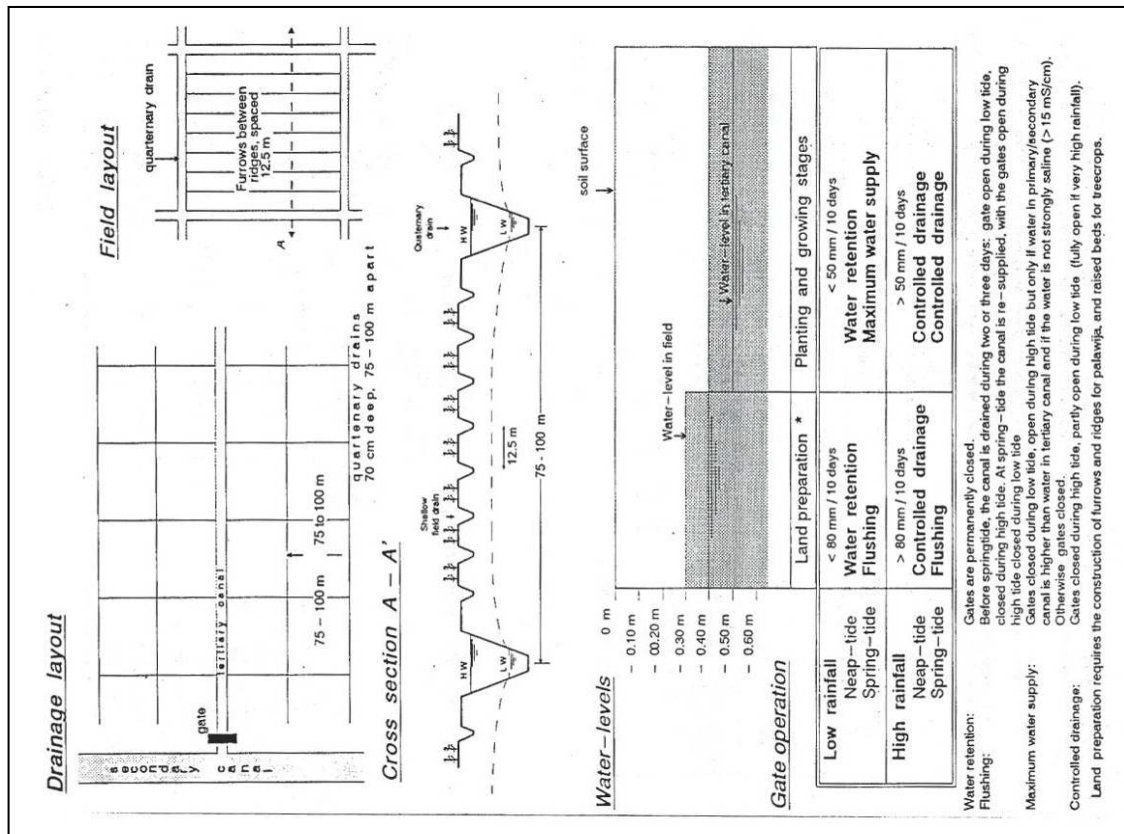 Drainage layout
secondary canal
gate
tertiary canal
75 – 100 m
75 to 100 m
quartenary drains
70 cm deep, 75 – 100 m apart
Field layout
quarternary drain
Furrows between
ridges, spaced
12.5 m
A
Cross section A – A'
HW
LW
Shallow
field drain
12.5 m
75 - 100 m
Quaternary
drain
HW
LW
Water–levels
0 m
– 0.10 m
– 00.20 m
– 0.30 m
– 0.40 m
– 0.50 m
– 0.60 m
Water–level in field
soil surface
Water–level in tertiary canal
Gate operation
Land preparation *
Planting and growing stages
Low rainfall
Neap–tide
Spring–tide
< 80 mm / 10 days
Water retention
Flushing
< 50 mm / 10 days
Water retention
Maximum water supply
High rainfall
Neap–tide
Spring–tide
> 80 mm / 10 days
Controlled drainage
Flushing
> 50 mm / 10 days
Controlled drainage
Controlled drainage
Water retention: Gates are permanently closed.
Flushing: Before springtide, the canal is drained during two or three days: gate open during low tide,
closed during high tide. At spring–tide the canal is re–supplied, with the gates open during
high tide closed during low tide
Maximum water supply: Gates closed during low tide, open during high tide but only if water in primary/secondary
canal is higher than water in tertiary canal and if the water is not strongly saline (>15 mS/cm).
Otherwise gates closed.
Controlled drainage: Gates closed during high tide, partly open during low tide (fully open if very high rainfall).
Land preparation requires the construction of furrows and ridges for palawija, and raised beds for treecrops.